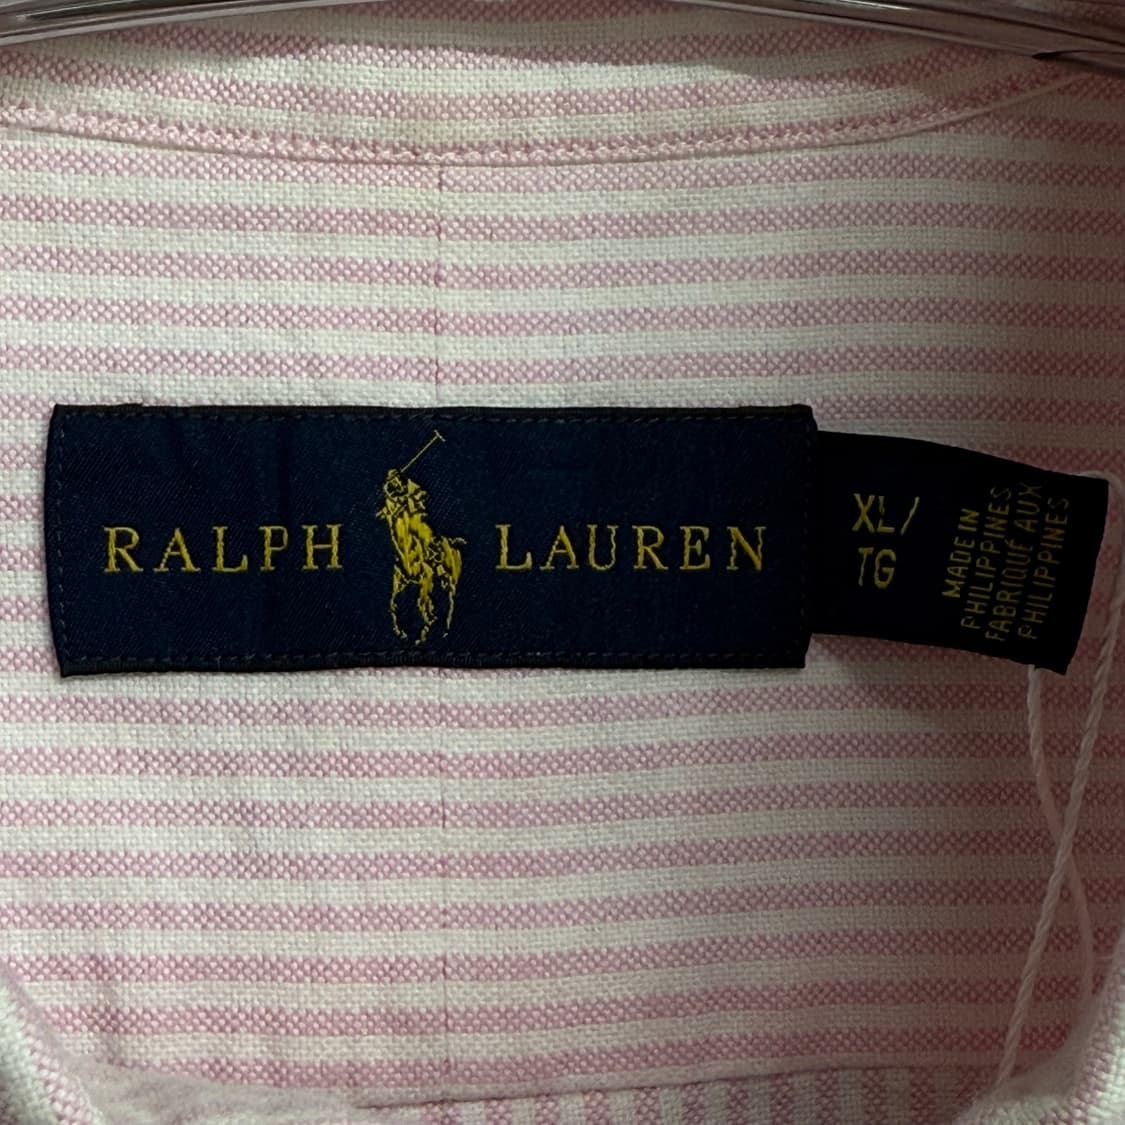 RALPH LAUREN
XL/
TG
MADE IN
PHILIPPINES
FABRIQUÉ AUX
PHILIPPINES